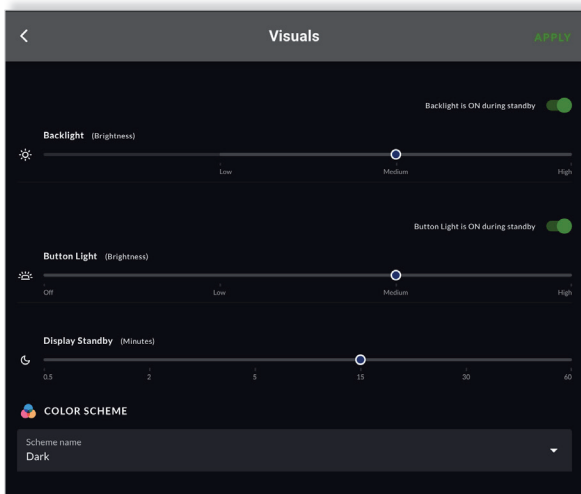 Visuals
APPLY
Backlight is ON during standby
Backlight (Brightness)
Low Medium High
Button Light is ON during standby
Button Light (Brightness)
Off Low Medium High
Display Standby (Minutes)
0.5 2 5 15 30 60
COLOR SCHEME
Scheme name
Dark